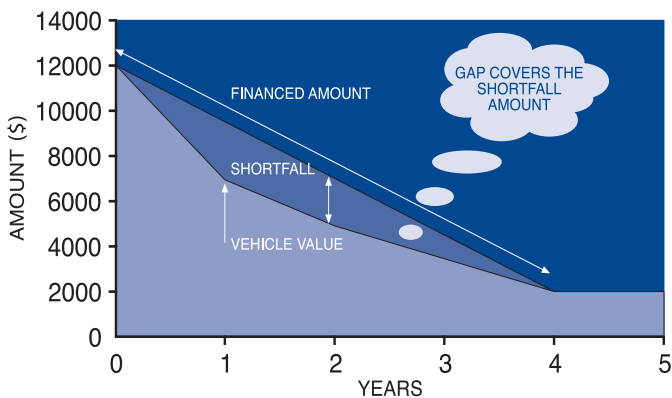 14000
12000
10000
8000
6000
4000
2000
0
AMOUNT ($)
FINANCED AMOUNT
GAP COVERS THE
SHORTFALL
AMOUNT
SHORTFALL
VEHICLE VALUE
0 1 2 3 4 5
YEARS